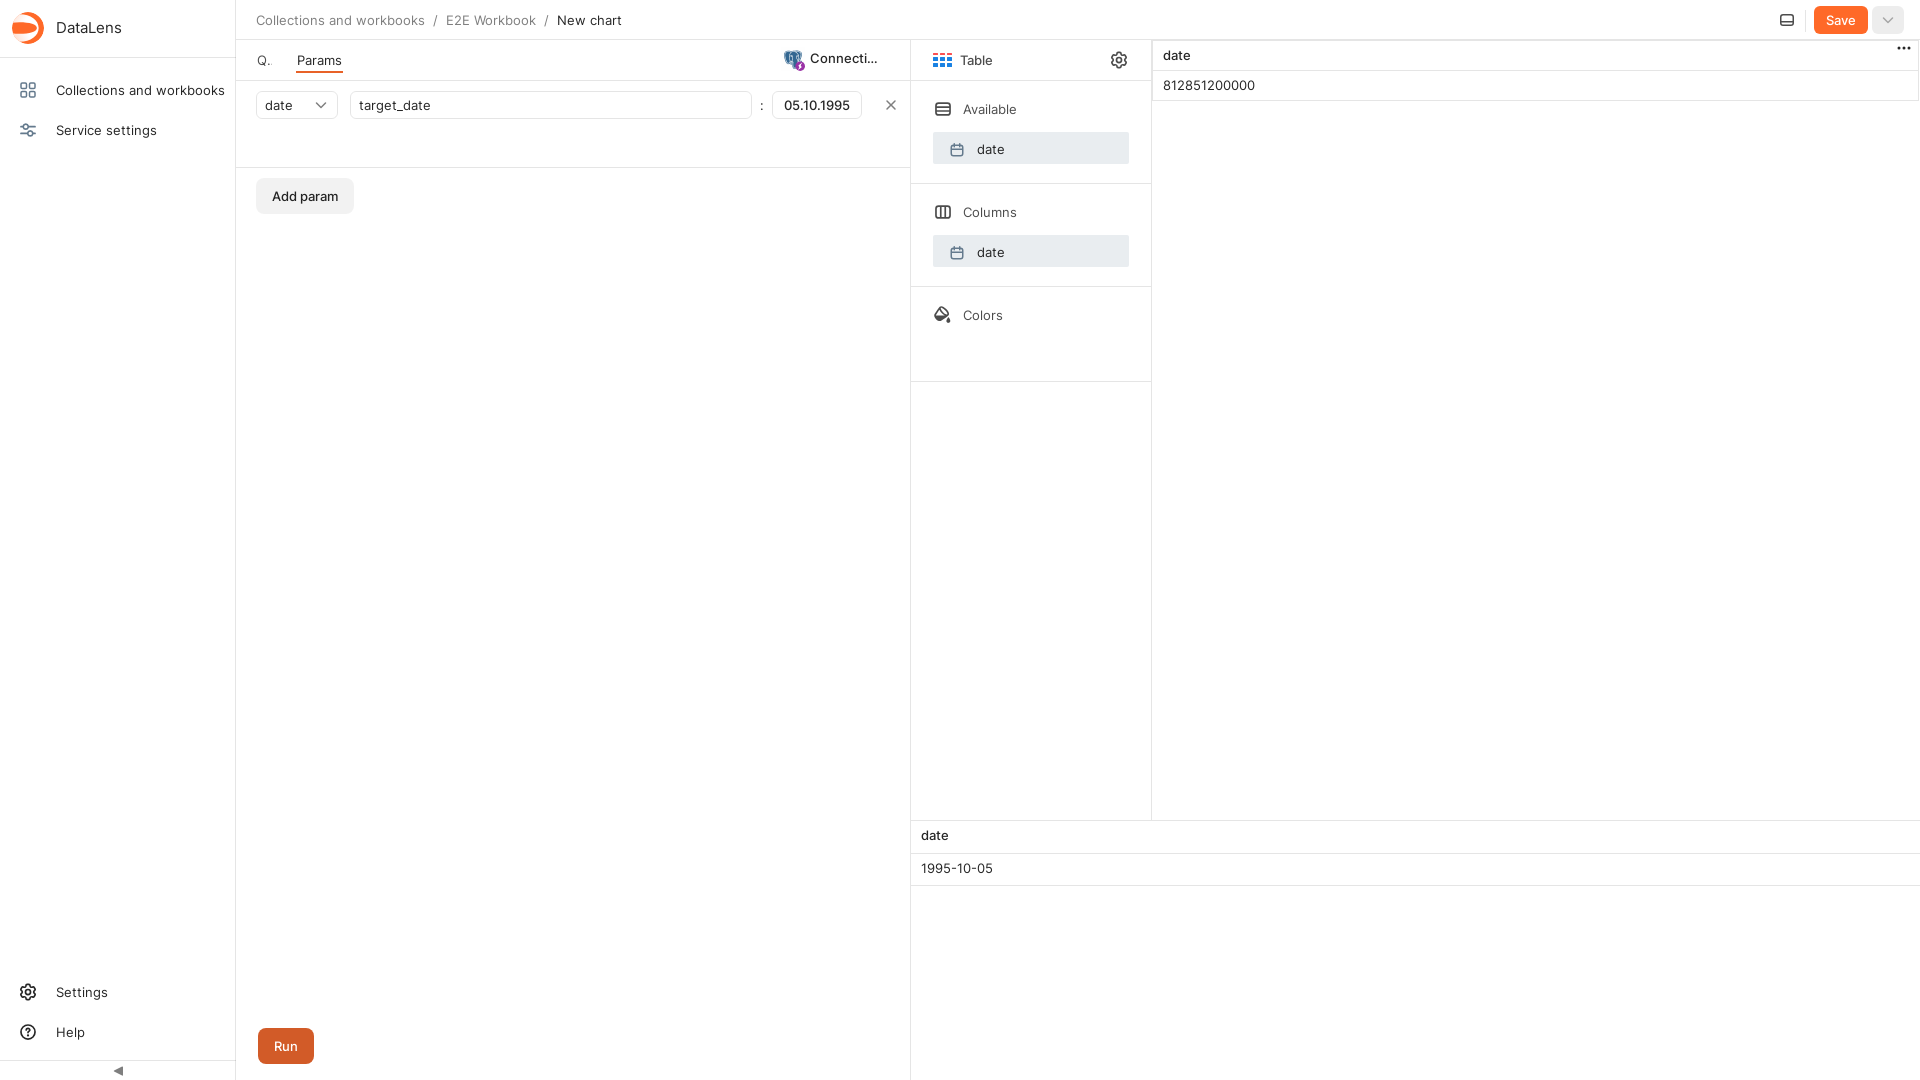 DataLens
Collections and workbooks
Service settings
Settings
Help
Collections and workbooks / E2E Workbook / New chart
Save
Q..
Params
Connecti...
date
target_date
:
05.10.1995
Add param
Run
Table
Available
date
Columns
date
Colors
date
812851200000
date
1995-10-05